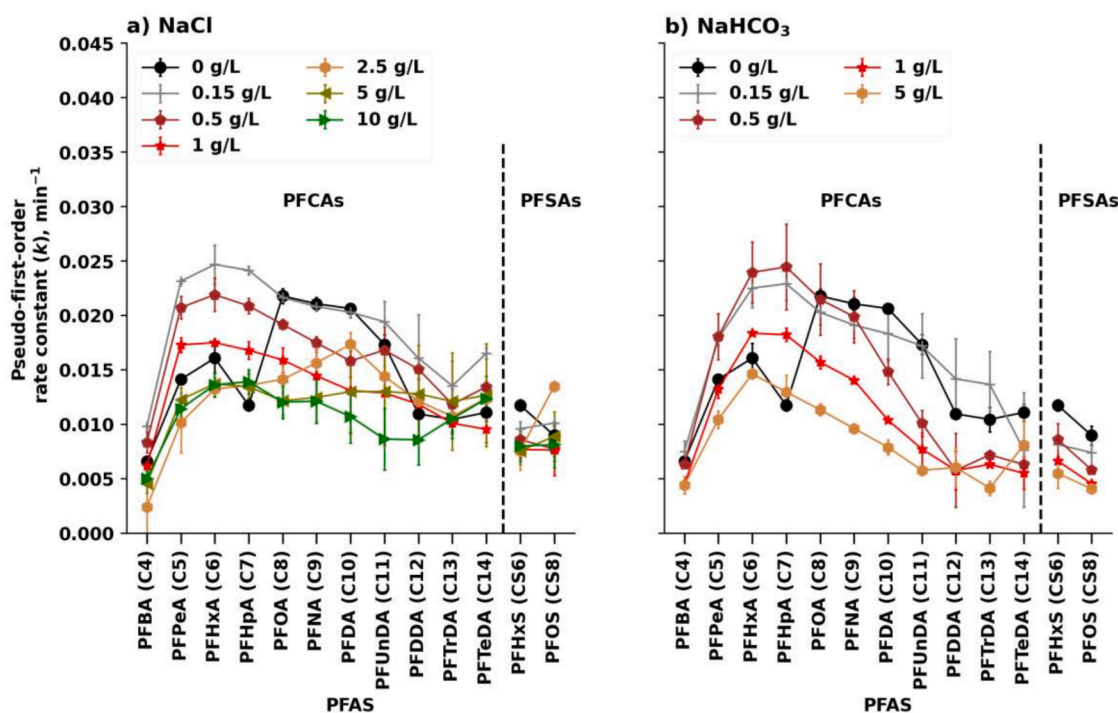 a) NaCl
0 g/L
0.15 g/L
0.5 g/L
1 g/L
2.5 g/L
5 g/L
10 g/L
PFCAs
PFSAs
Pseudo-first-order
rate constant (k), min⁻¹
0.045
0.040
0.035
0.030
0.025
0.020
0.015
0.010
0.005
0.000
PFBA (C4)
PFPeA (C5)
PFHxA (C6)
PFHpA (C7)
PFOA (C8)
PFNA (C9)
PFDA (C10)
PFUnDA (C11)
PFDDA (C12)
PFTrDA (C13)
PFTeDA (C14)
PFHxS (CS6)
PFOS (CS8)
PFAS
b) NaHCO₃
0 g/L
0.15 g/L
0.5 g/L
1 g/L
5 g/L
PFCAs
PFSAs
PFBA (C4)
PFPeA (C5)
PFHxA (C6)
PFHpA (C7)
PFOA (C8)
PFNA (C9)
PFDA (C10)
PFUnDA (C11)
PFDDA (C12)
PFTrDA (C13)
PFTeDA (C14)
PFHxS (CS6)
PFOS (CS8)
PFAS